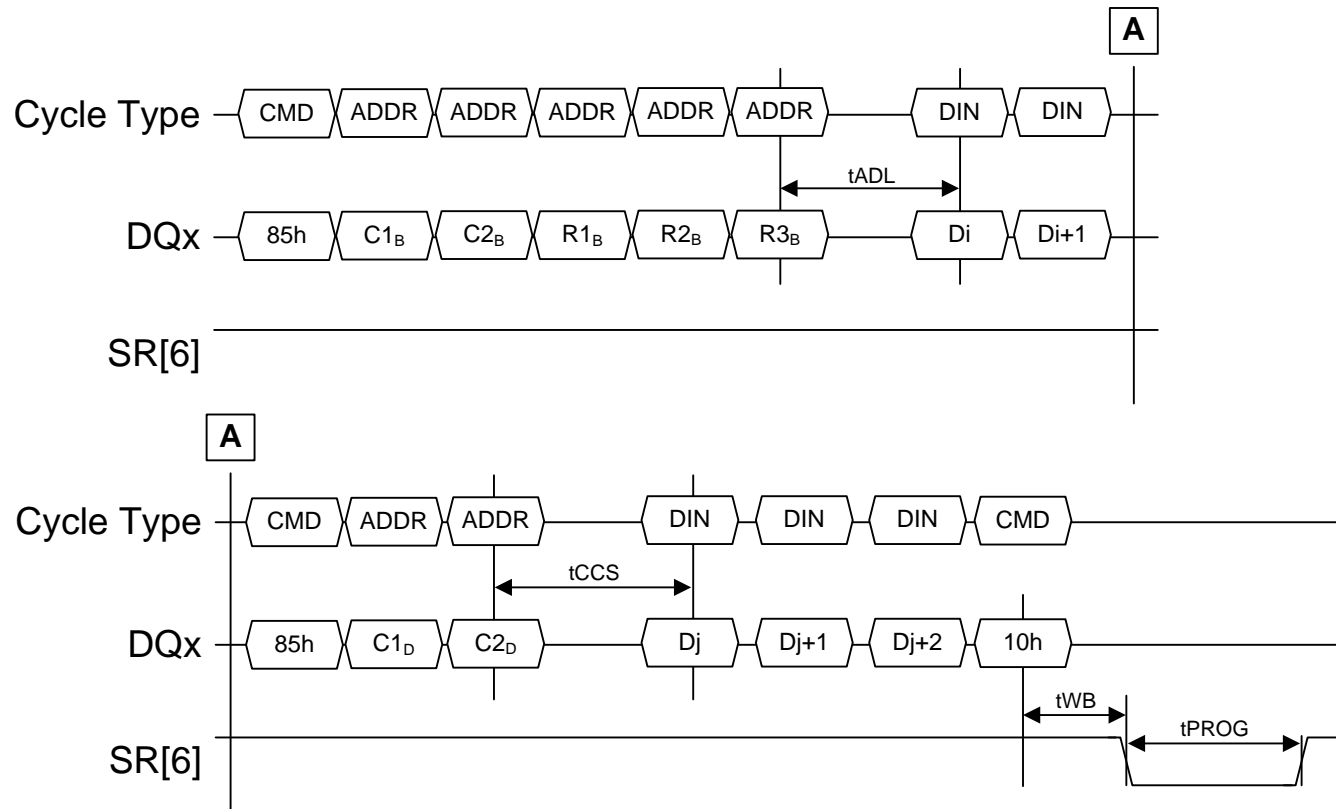 A
Cycle Type CMD ADDR ADDR ADDR ADDR ADDR DIN DIN
tADL
DQx 85h C1B C2B R1B R2B R3B Di Di+1
SR[6]
A
Cycle Type CMD ADDR ADDR DIN DIN DIN CMD
tCCS
DQx 85h C1D C2D Dj Dj+1 Dj+2 10h
tWB
tPROG
SR[6]